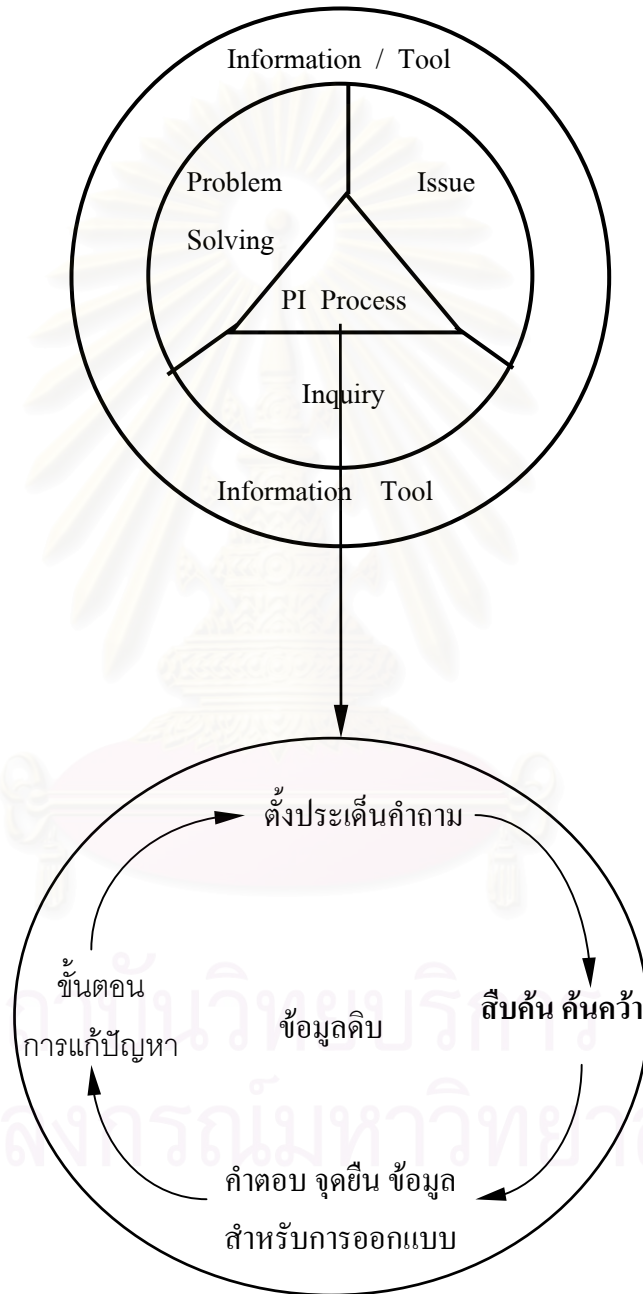 Information / Tool
Problem
Solving
Issue
PI Process
Inquiry
Information Tool
ตั้งประเด็นคำถาม
ขั้นตอน
การแก้ปัญหา
ข้อมูลดิบ
สืบค้น ค้นคว้า
คำตอบ จุดยืน ข้อมูล
สำหรับการออกแบบ